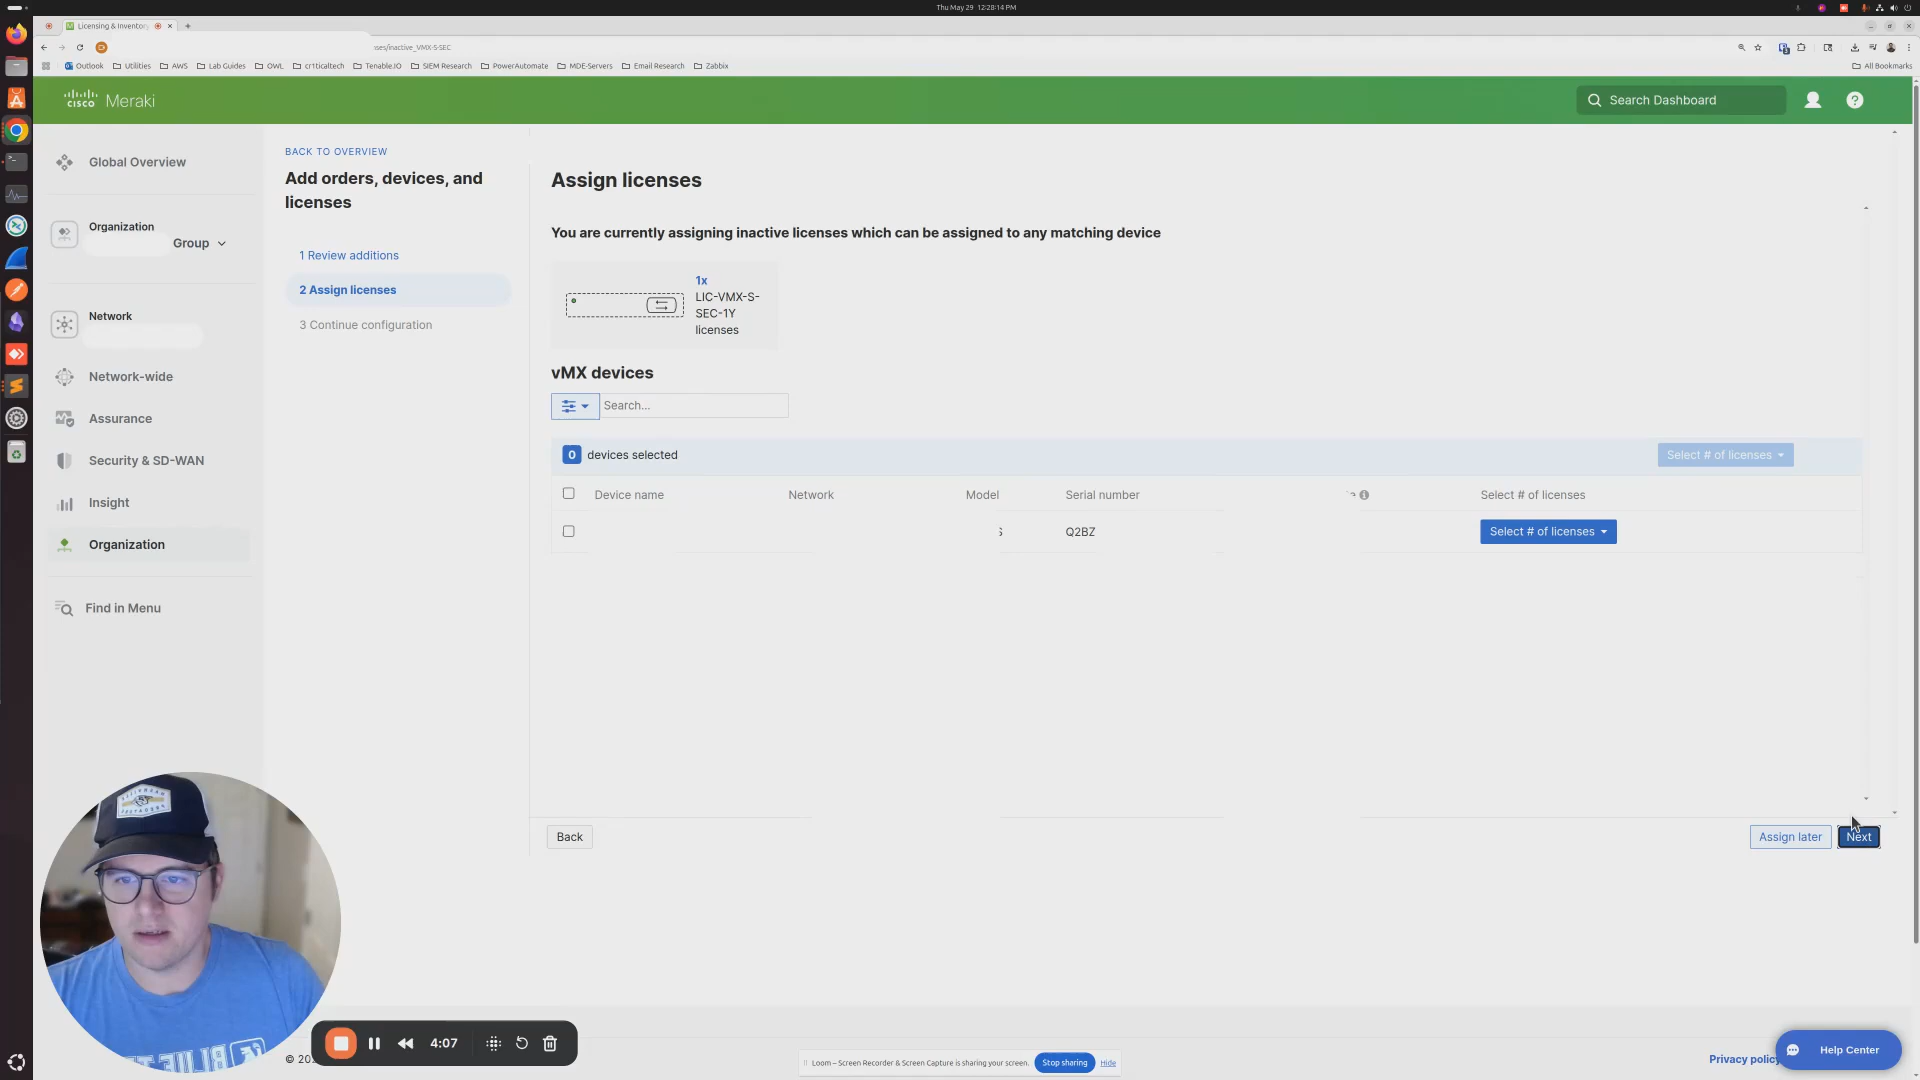 Thu May 29  12:28:14 PM
Licensing & Inventory
ises/inactive_VMX-S-SEC
Outlook
Utilities
AWS
Lab Guides
OWL
cr1ticaltech
Tenable.IO
SIEM Research
PowerAutomate
MDE-Servers
Email Research
Zabbix
All Bookmarks
CISCO Meraki
Search Dashboard
Global Overview
Organization
Group
Network
Network-wide
Assurance
Security & SD-WAN
Insight
Organization
Find in Menu
BACK TO OVERVIEW
Add orders, devices, and
licenses
1 Review additions
2 Assign licenses
3 Continue configuration
Assign licenses
You are currently assigning inactive licenses which can be assigned to any matching device
1x
LIC-VMX-S-
SEC-1Y
licenses
vMX devices
Search...
0 devices selected
Select # of licenses
Device name
Network
Model
Serial number
Select # of licenses
Q2BZ
Select # of licenses
Back
Assign later
Next
4:07
© 20
Loom – Screen Recorder & Screen Capture is sharing your screen.
Stop sharing
Hide
Privacy policy
Help Center